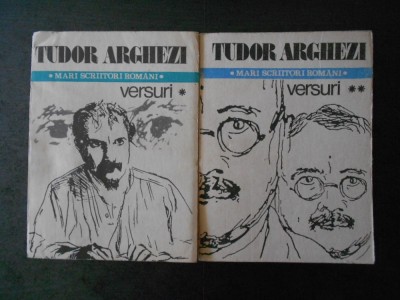 TUDOR ARGHEZI
* MARI SCRIITORI ROMÂNI *
versuri *
TUDOR ARGHEZI
* MARI SCRIITORI ROMÂNI *
versuri **